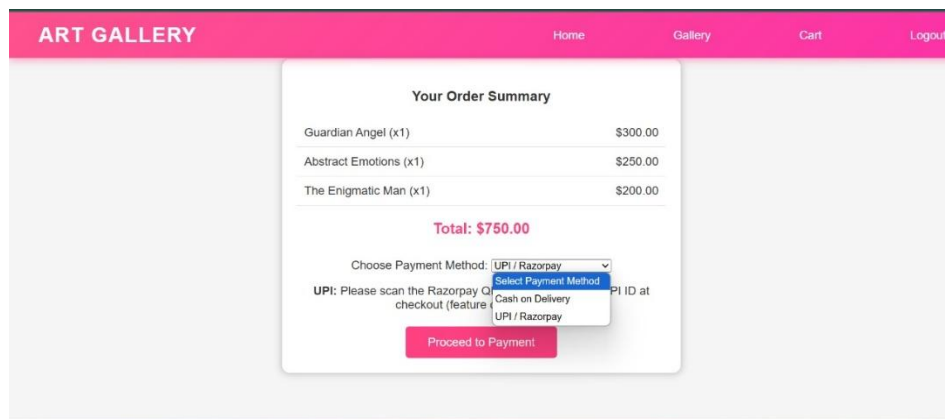 ART GALLERY Home Gallery Cart Logout
Your Order Summary
Guardian Angel (x1) $300.00
Abstract Emotions (x1) $250.00
The Enigmatic Man (x1) $200.00
Total: $750.00
Choose Payment Method: UPI / Razorpay
Select Payment Method
Cash on Delivery
UPI / Razorpay
UPI: Please scan the Razorpay PI ID at
checkout (feature
Proceed to Payment